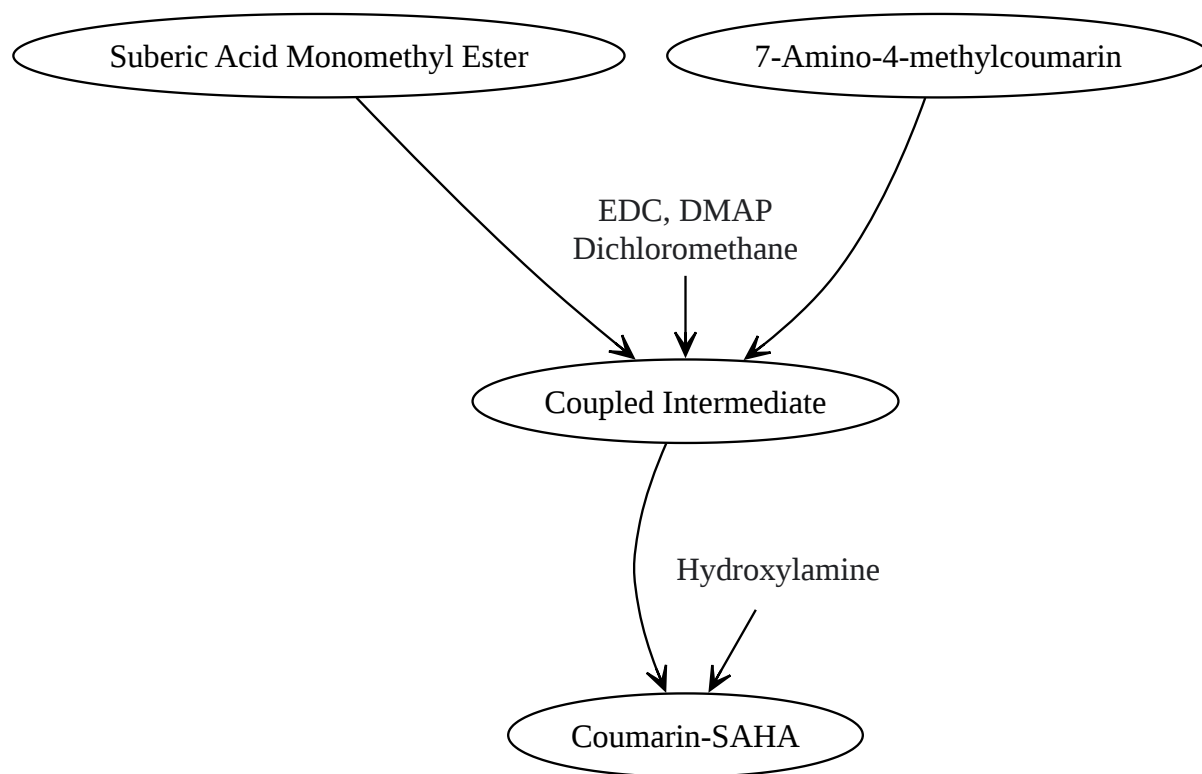 Suberic Acid Monomethyl Ester
7-Amino-4-methylcoumarin
EDC, DMAP
Dichloromethane
Coupled Intermediate
Hydroxylamine
Coumarin-SAHA